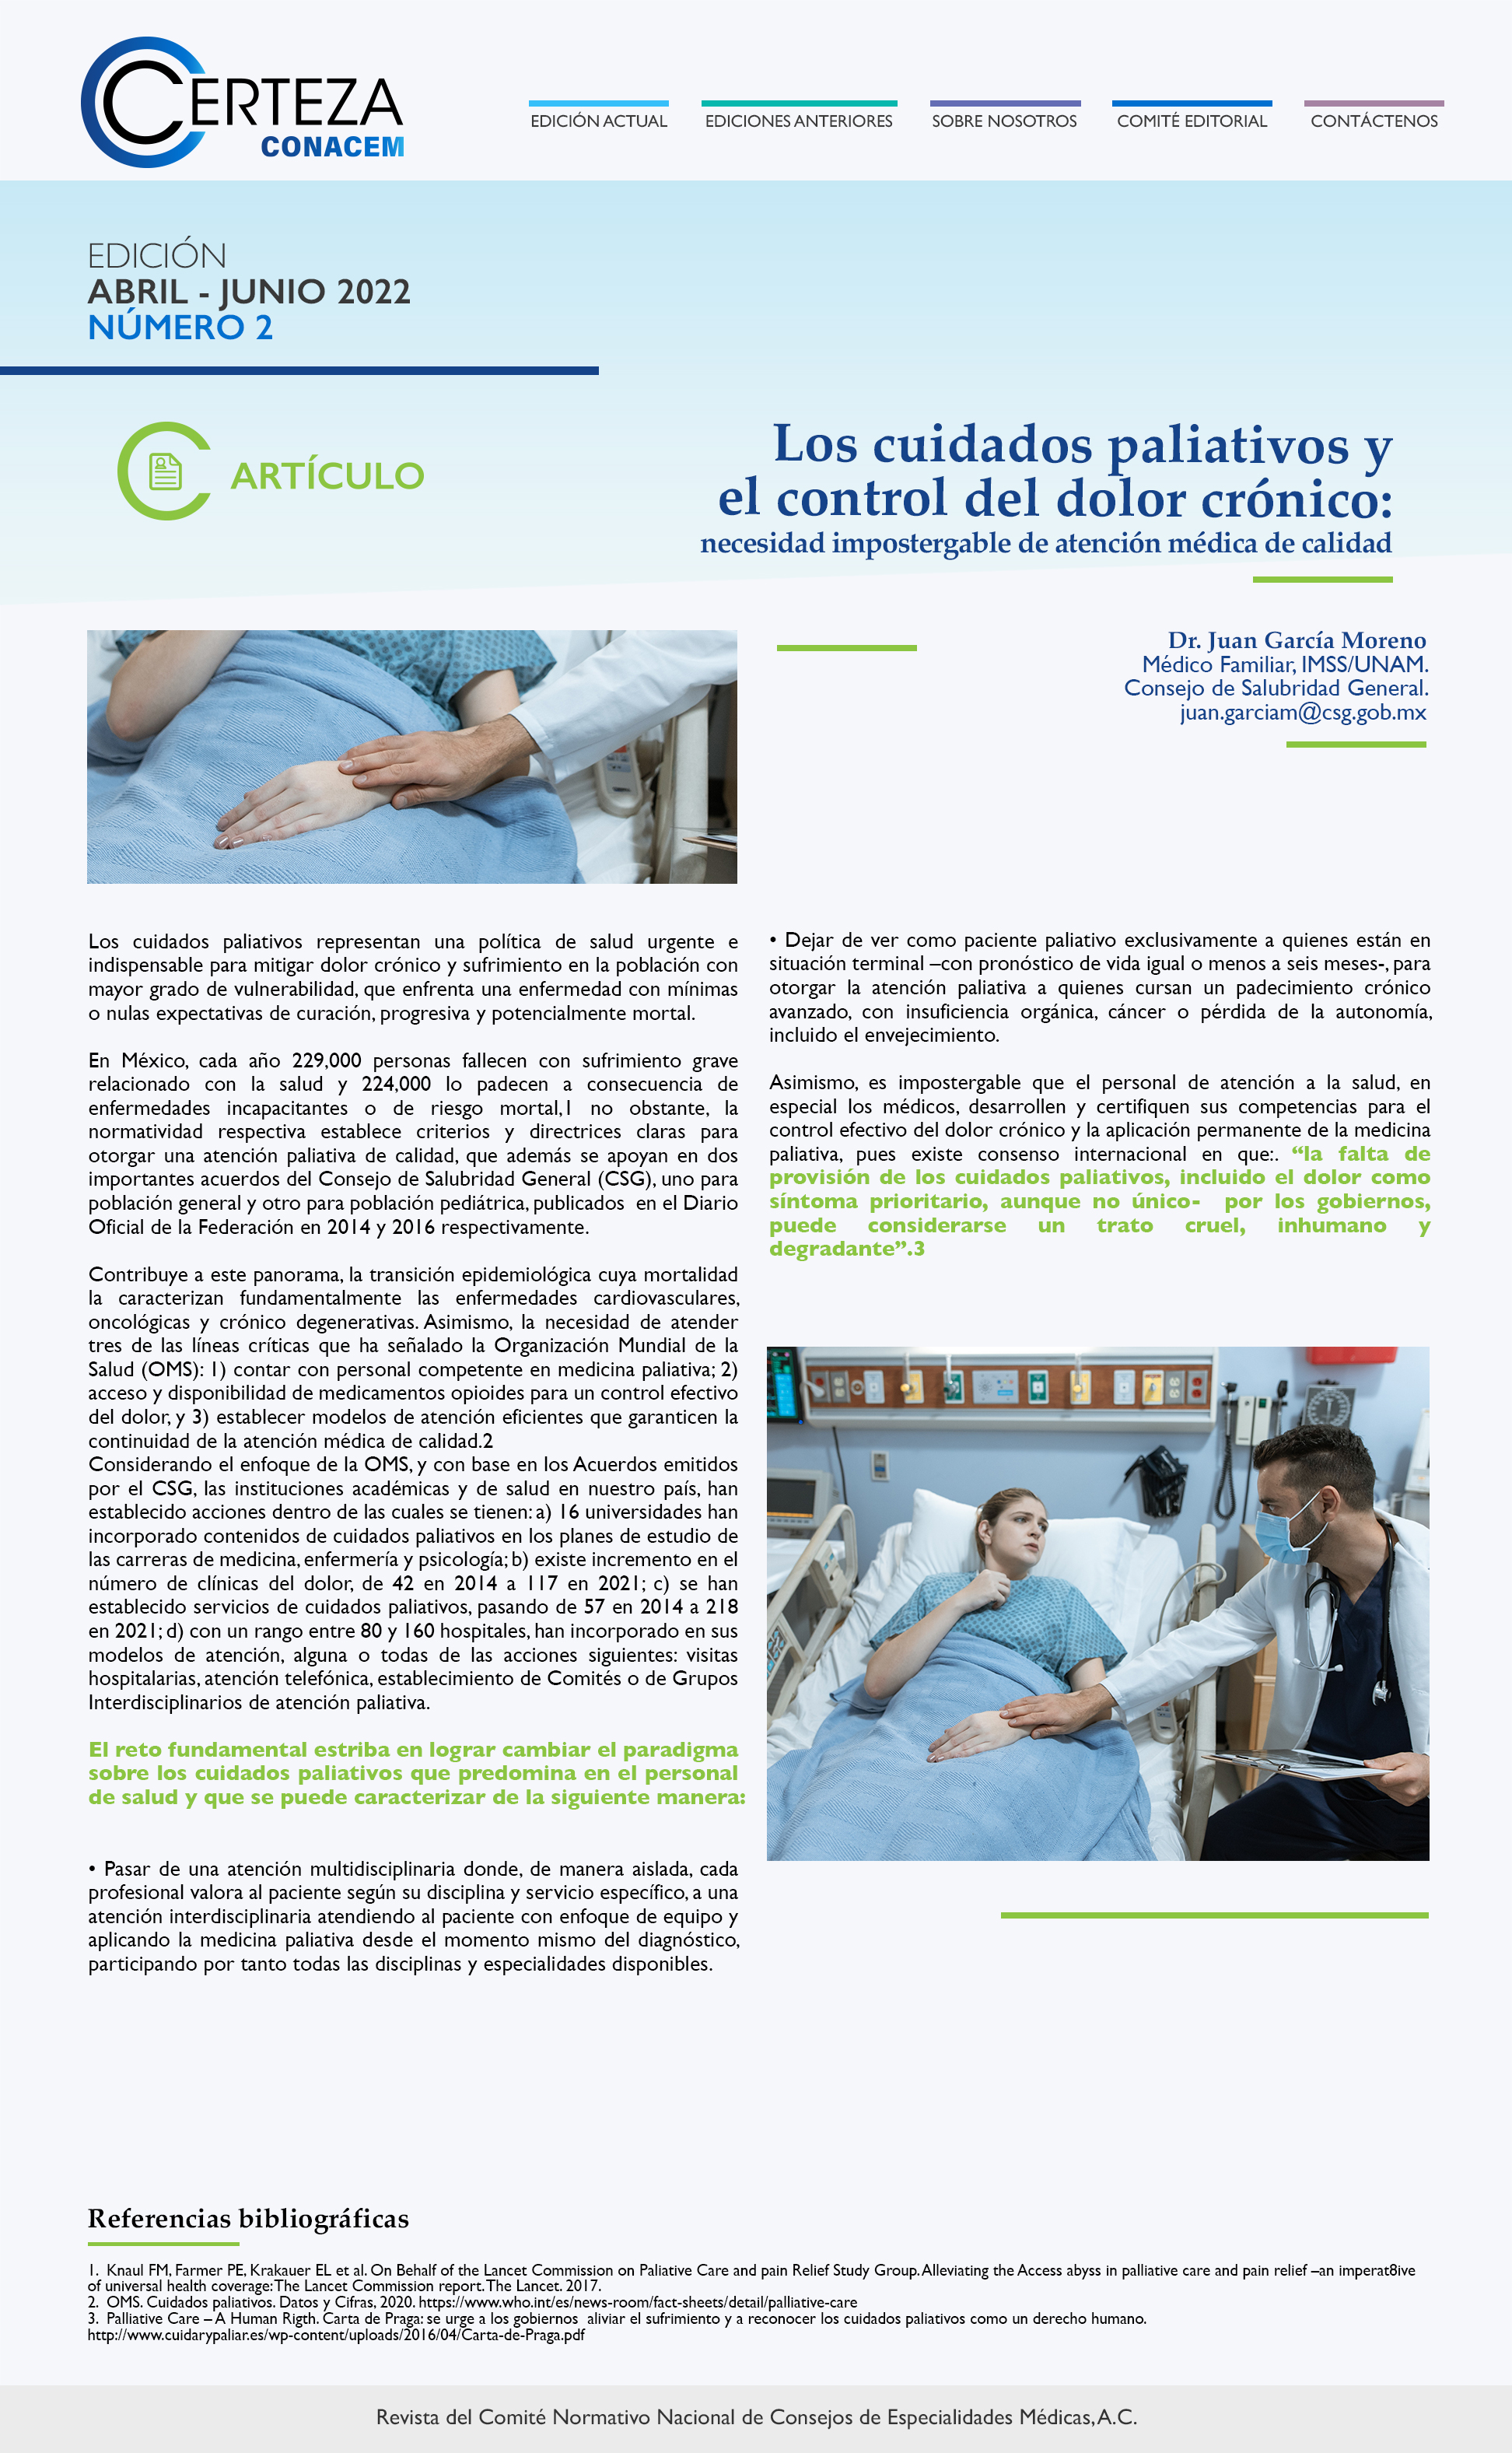 CERTEZA
CONACEM
EDICIÓN ACTUAL
EDICIONES ANTERIORES
SOBRE NOSOTROS
COMITÉ EDITORIAL
CONTÁCTENOS
EDICIÓN
ABRIL - JUNIO 2022
NÚMERO 2
ARTÍCULO
Los cuidados paliativos y
el control del dolor crónico:
necesidad impostergable de atención médica de calidad
Dr. Juan García Moreno
Médico Familiar, IMSS/UNAM.
Consejo de Salubridad General.
juan.garciam@csg.gob.mx
Los cuidados paliativos representan una política de salud urgente e
indispensable para mitigar dolor crónico y sufrimiento en la población con
mayor grado de vulnerabilidad, que enfrenta una enfermedad con mínimas
o nulas expectativas de curación, progresiva y potencialmente mortal.
En México, cada año 229,000 personas fallecen con sufrimiento grave
relacionado con la salud y 224,000 lo padecen a consecuencia de
enfermedades incapacitantes o de riesgo mortal,1 no obstante, la
normatividad respectiva establece criterios y directrices claras para
otorgar una atención paliativa de calidad, que además se apoyan en dos
importantes acuerdos del Consejo de Salubridad General (CSG), uno para
población general y otro para población pediátrica, publicados en el Diario
Oficial de la Federación en 2014 y 2016 respectivamente.
Contribuye a este panorama, la transición epidemiológica cuya mortalidad
la caracterizan fundamentalmente las enfermedades cardiovasculares,
oncológicas y crónico degenerativas. Asimismo, la necesidad de atender
tres de las líneas críticas que ha señalado la Organización Mundial de la
Salud (OMS): 1) contar con personal competente en medicina paliativa; 2)
acceso y disponibilidad de medicamentos opioides para un control efectivo
del dolor, y 3) establecer modelos de atención eficientes que garanticen la
continuidad de la atención médica de calidad.2
Considerando el enfoque de la OMS, y con base en los Acuerdos emitidos
por el CSG, las instituciones académicas y de salud en nuestro país, han
establecido acciones dentro de las cuales se tienen: a) 16 universidades han
incorporado contenidos de cuidados paliativos en los planes de estudio de
las carreras de medicina, enfermería y psicología; b) existe incremento en el
número de clínicas del dolor, de 42 en 2014 a 117 en 2021; c) se han
establecido servicios de cuidados paliativos, pasando de 57 en 2014 a 218
en 2021; d) con un rango entre 80 y 160 hospitales, han incorporado en sus
modelos de atención, alguna o todas de las acciones siguientes: visitas
hospitalarias, atención telefónica, establecimiento de Comités o de Grupos
Interdisciplinarios de atención paliativa.
El reto fundamental estriba en lograr cambiar el paradigma
sobre los cuidados paliativos que predomina en el personal
de salud y que se puede caracterizar de la siguiente manera:
• Pasar de una atención multidisciplinaria donde, de manera aislada, cada
profesional valora al paciente según su disciplina y servicio específico, a una
atención interdisciplinaria atendiendo al paciente con enfoque de equipo y
aplicando la medicina paliativa desde el momento mismo del diagnóstico,
participando por tanto todas las disciplinas y especialidades disponibles.
• Dejar de ver como paciente paliativo exclusivamente a quienes están en
situación terminal –con pronóstico de vida igual o menos a seis meses-, para
otorgar la atención paliativa a quienes cursan un padecimiento crónico
avanzado, con insuficiencia orgánica, cáncer o pérdida de la autonomía,
incluido el envejecimiento.
Asimismo, es impostergable que el personal de atención a la salud, en
especial los médicos, desarrollen y certifiquen sus competencias para el
control efectivo del dolor crónico y la aplicación permanente de la medicina
paliativa, pues existe consenso internacional en que:. “la falta de
provisión de los cuidados paliativos, incluido el dolor como
síntoma prioritario, aunque no único- por los gobiernos,
puede considerarse un trato cruel, inhumano y
degradante”.3
Referencias bibliográficas
1. Knaul FM, Farmer PE, Krakauer EL et al. On Behalf of the Lancet Commission on Paliative Care and pain Relief Study Group. Alleviating the Access abyss in palliative care and pain relief –an imperat8ive
of universal health coverage: The Lancet Commission report. The Lancet. 2017.
2. OMS. Cuidados paliativos. Datos y Cifras, 2020. https://www.who.int/es/news-room/fact-sheets/detail/palliative-care
3. Palliative Care – A Human Rigth. Carta de Praga: se urge a los gobiernos aliviar el sufrimiento y a reconocer los cuidados paliativos como un derecho humano.
http://www.cuidarypaliar.es/wp-content/uploads/2016/04/Carta-de-Praga.pdf
Revista del Comité Normativo Nacional de Consejos de Especialidades Médicas, A.C.